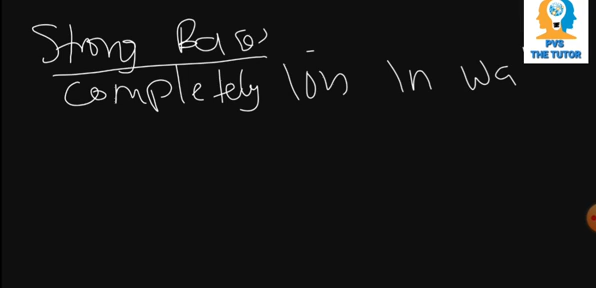 Strong Bases
completely Ion In Wa
PVS
THE TUTOR